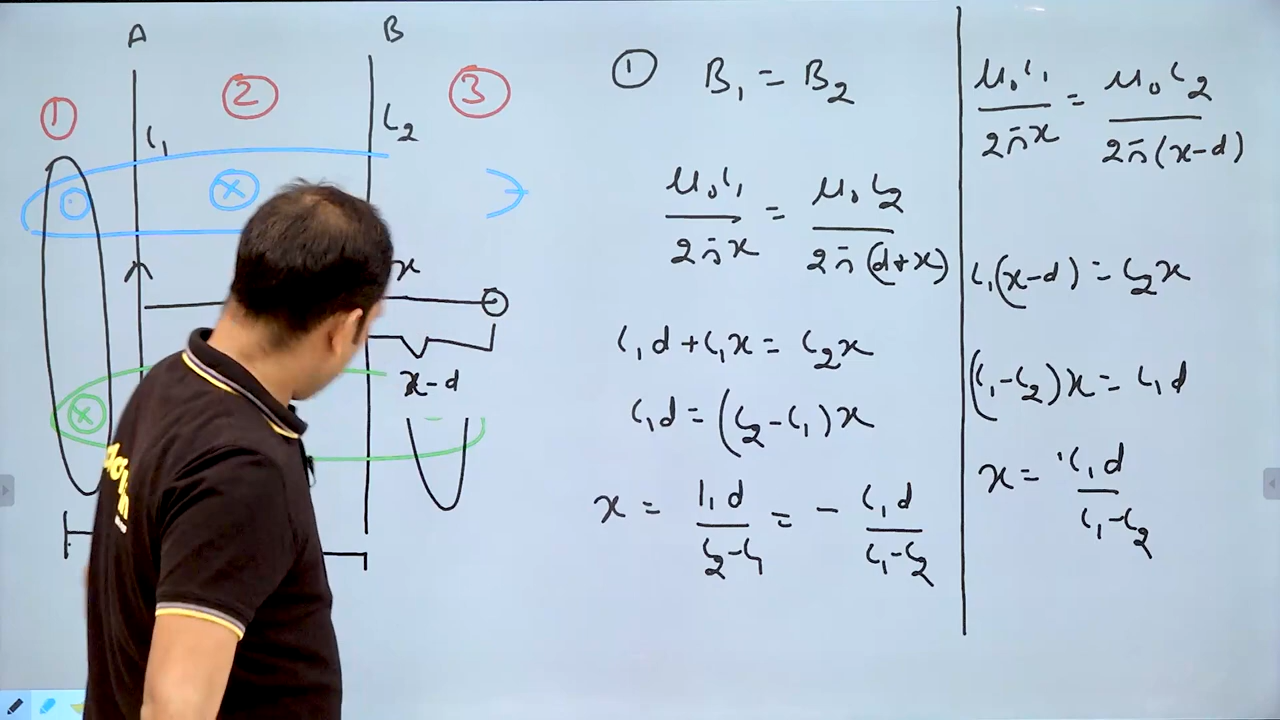 A
B
① ② ③
i₁
i₂
x
x-d
① B₁ = B₂
μ₀i₁/2πx = μ₀i₂/2π(d+x)
i₁d + i₁x = i₂x
i₁d = (i₂-i₁)x
x = i₁d/i₂-i₁ = - i₁d/i₁-i₂
μ₀i₁/2πx = μ₀i₂/2π(x-d)
i₁(x-d) = i₂x
(i₁-i₂)x = i₁d
x = i₁d/i₁-i₂